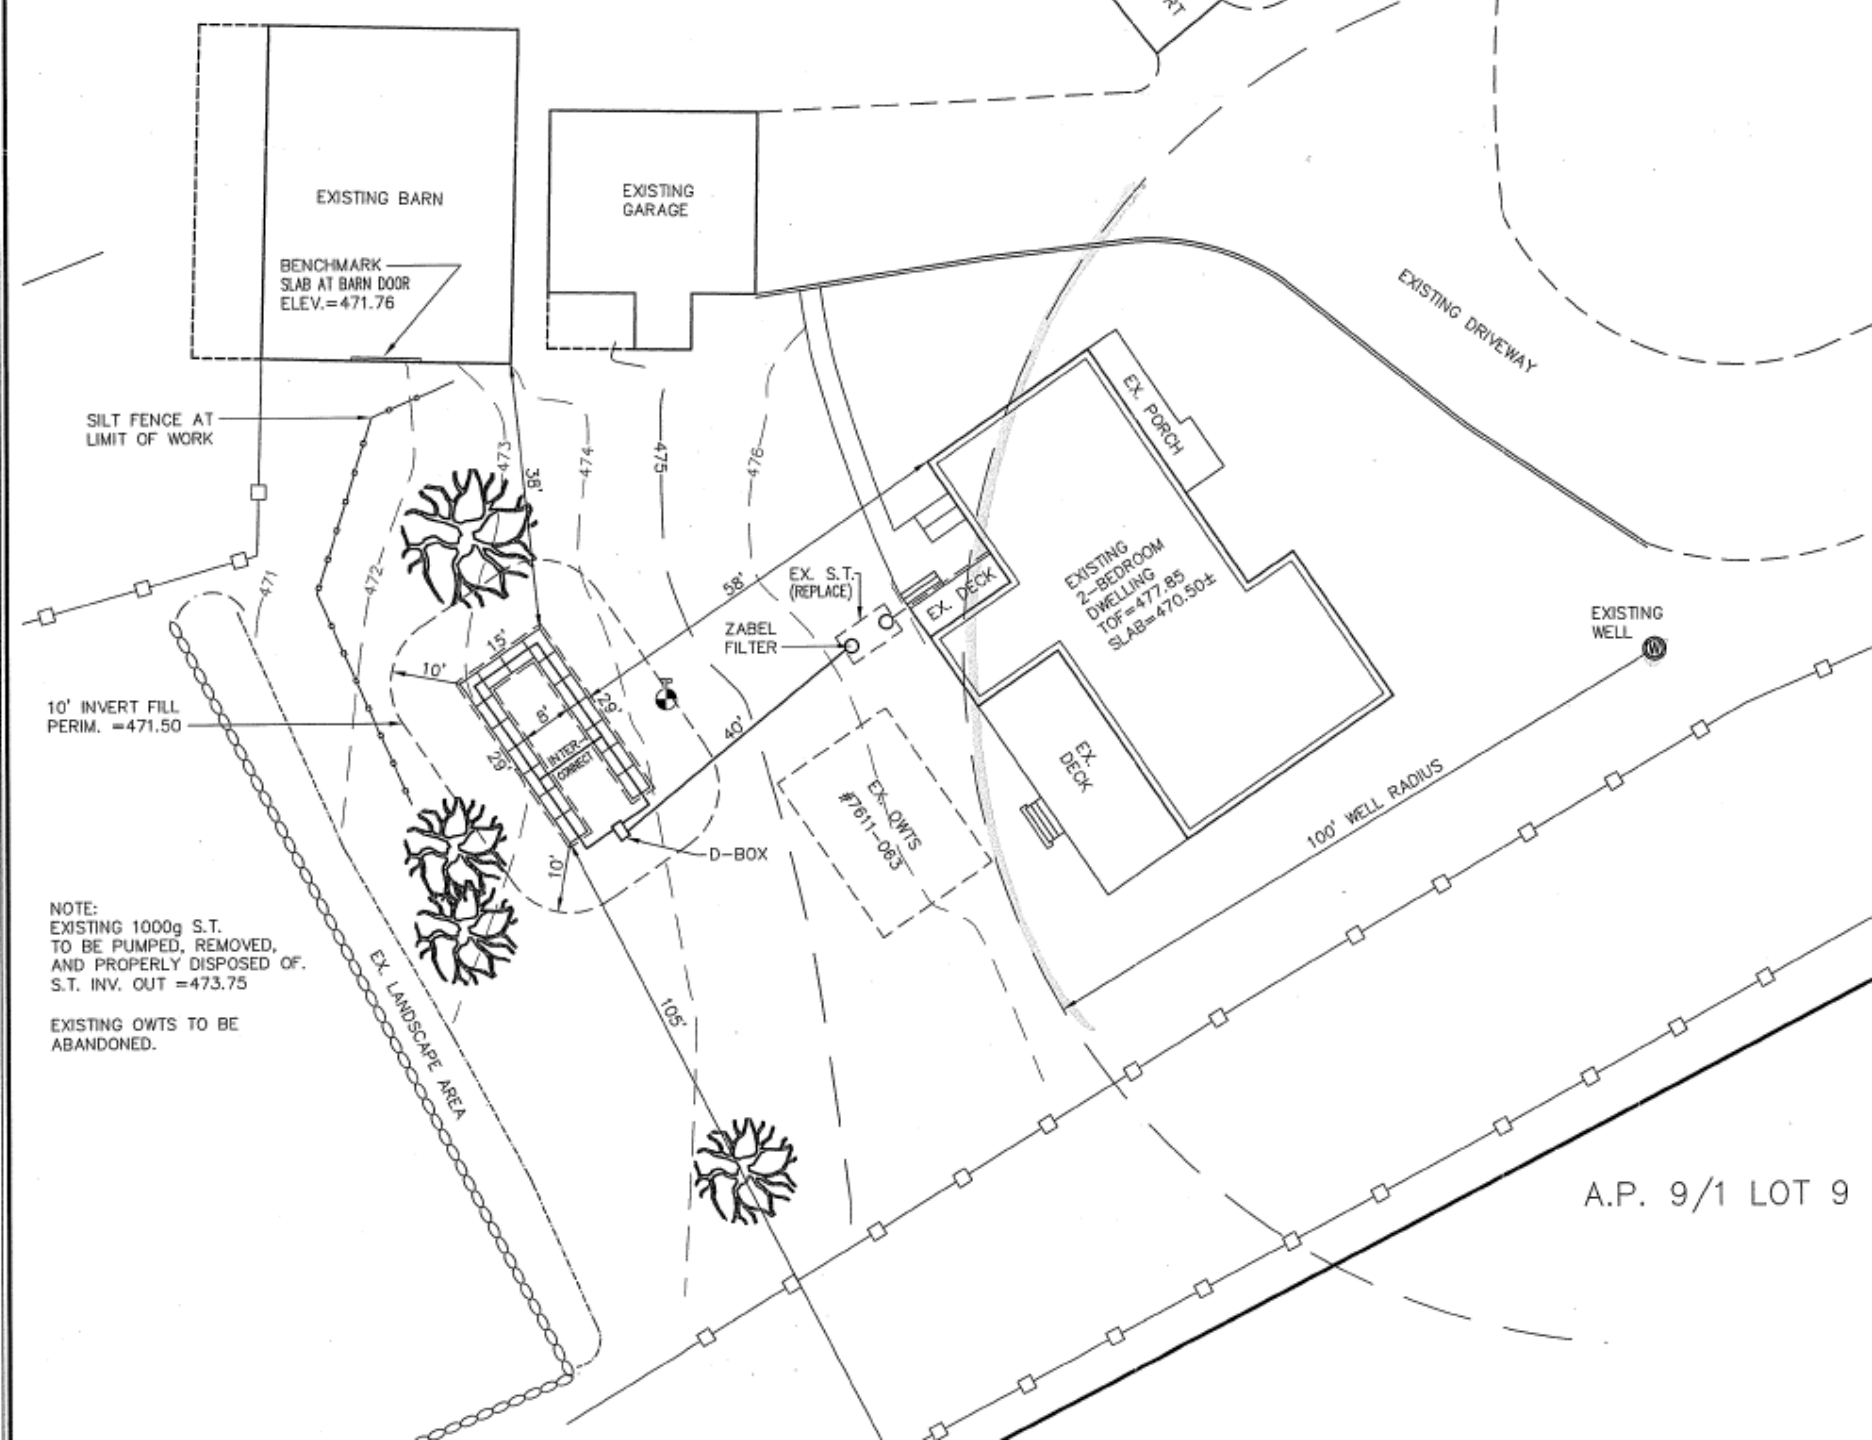 RT
EXISTING BARN
EXISTING
GARAGE
BENCHMARK
SLAB AT BARN DOOR
ELEV.=471.76
EXISTING DRIVEWAY
EX. PORCH
SILT FENCE AT
LIMIT OF WORK
473
474
475
476
38'
471
472
58'
EX. S.T.
(REPLACE)
EX. DECK
EXISTING
2-BEDROOM
DWELLING
TOF=477.85
SLAB=470.50±
EXISTING
WELL
W
ZABEL
FILTER
15'
10'
29'
8'
29'
INTER-
CONNECT
40'
10' INVERT FILL
PERIM. =471.50
EX. OWTS
#7611-063
EX.
DECK
100' WELL RADIUS
D-BOX
10'
NOTE:
EXISTING 1000g S.T.
TO BE PUMPED, REMOVED,
AND PROPERLY DISPOSED OF.
S.T. INV. OUT =473.75
EXISTING OWTS TO BE
ABANDONED.
EX. LANDSCAPE AREA
105'
A.P. 9/1 LOT 9